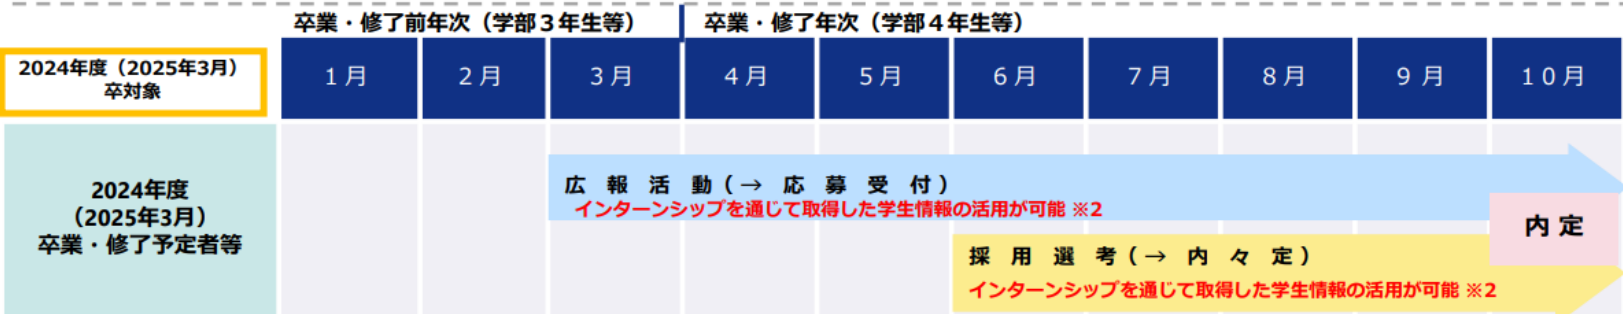 卒業・修了前年次（学部３年生等） 卒業・修了年次（学部４年生等）
2024年度（2025年3月）
卒対象
１月 ２月 ３月 ４月 ５月 ６月 ７月 ８月 ９月 １０月
2024年度
（2025年3月）
卒業・修了予定者等
広 報 活 動（→ 応 募 受 付）
インターンシップを通じて取得した学生情報の活用が可能 ※2
内 定
採 用 選 考（→ 内 々 定）
インターンシップを通じて取得した学生情報の活用が可能 ※2